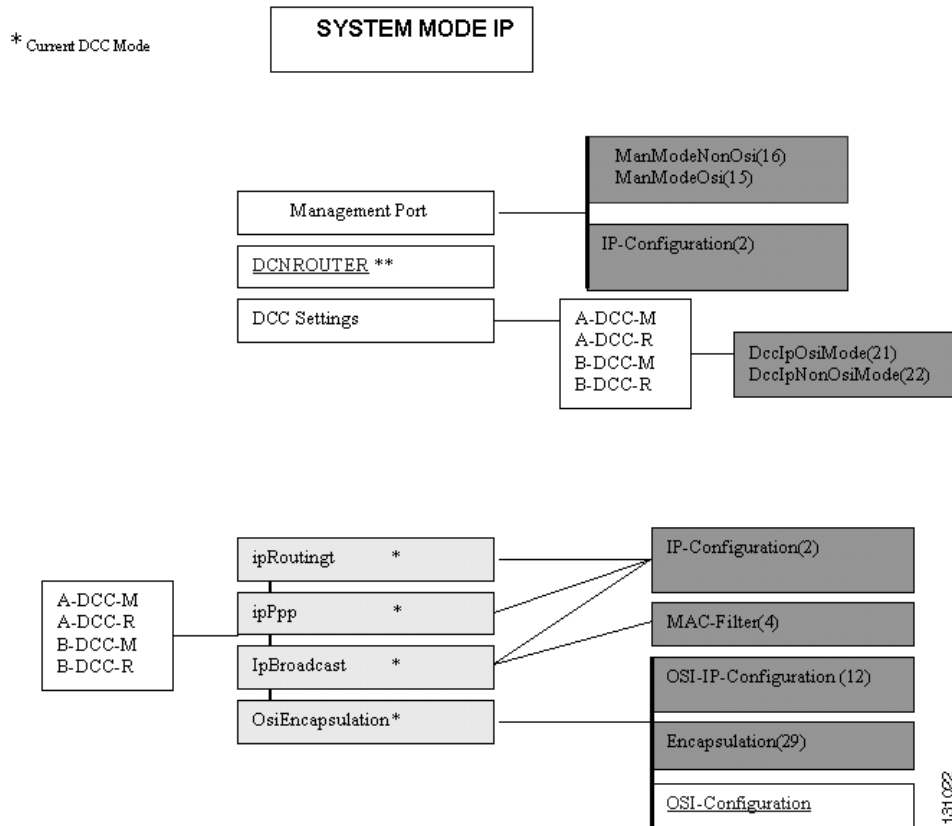 * Current DCC Mode
SYSTEM MODE IP
ManModeNonOsi(16)
ManModeOsi(15)
Management Port
IP-Configuration(2)
DCNROUTER **
DCC Settings
A-DCC-M
A-DCC-R
B-DCC-M
B-DCC-R
DccIpOsiMode(21)
DccIpNonOsiMode(22)
ipRoutingt *
IP-Configuration(2)
A-DCC-M
A-DCC-R
B-DCC-M
B-DCC-R
ipPpp *
MAC-Filter(4)
IpBroadcast *
OSI-IP-Configuration (12)
OsiEncapsulation*
Encapsulation(29)
OSI-Configuration
131022